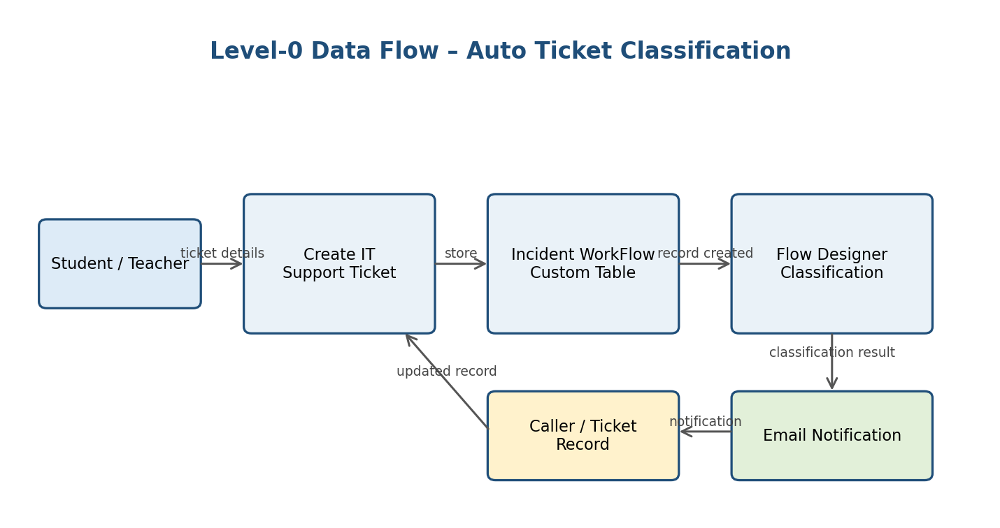 Level-0 Data Flow – Auto Ticket Classification
Student / Teacher
ticket details
Create IT
Support Ticket
store
Incident WorkFlow
Custom Table
record created
Flow Designer
Classification
classification result
updated record
Caller / Ticket
Record
notification
Email Notification